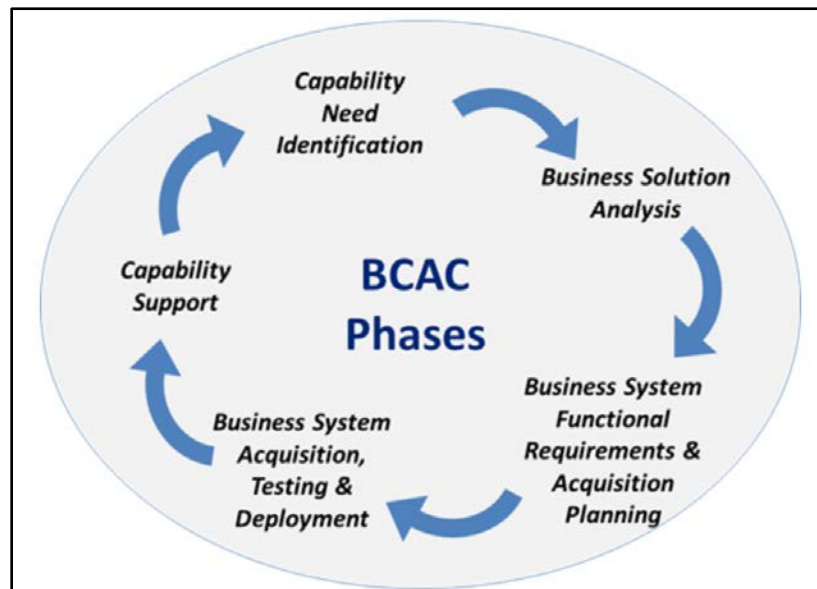 Capability
Need
Identification
Business Solution
Analysis
Business System
Functional
Requirements &
Acquisition
Planning
Business System
Acquisition,
Testing &
Deployment
Capability
Support
BCAC
Phases